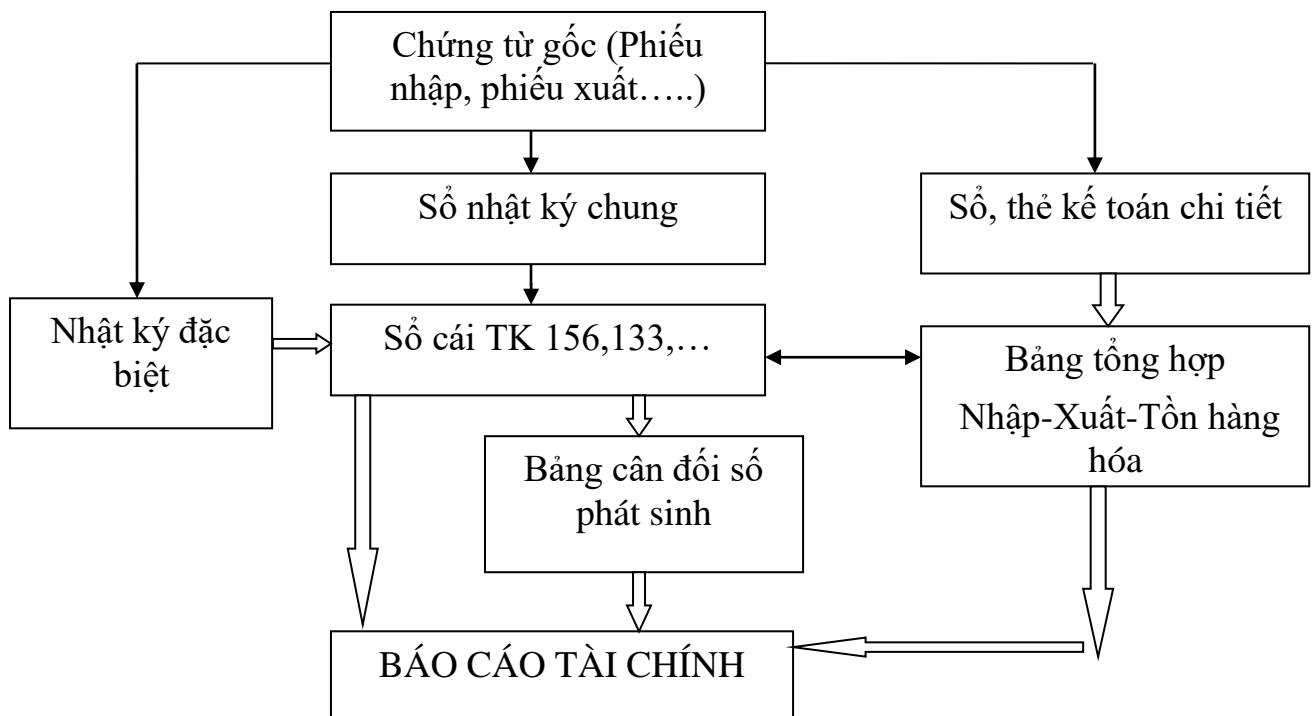 Chứng từ gốc (Phiếu
nhập, phiếu xuất…..)
Sổ nhật ký chung
Sổ, thẻ kế toán chi tiết
Nhật ký đặc
biệt
Sổ cái TK 156,133,…
Bảng tổng hợp
Nhập-Xuất-Tồn hàng
hóa
Bảng cân đối số
phát sinh
BÁO CÁO TÀI CHÍNH